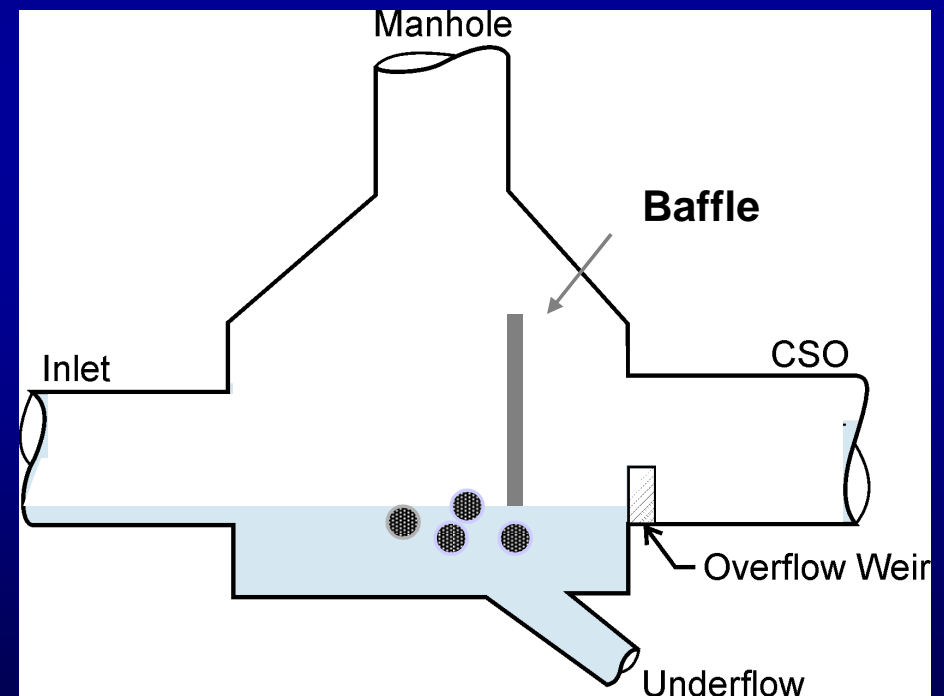 Manhole
Baffle
Inlet
CSO
Overflow Weir
Underflow